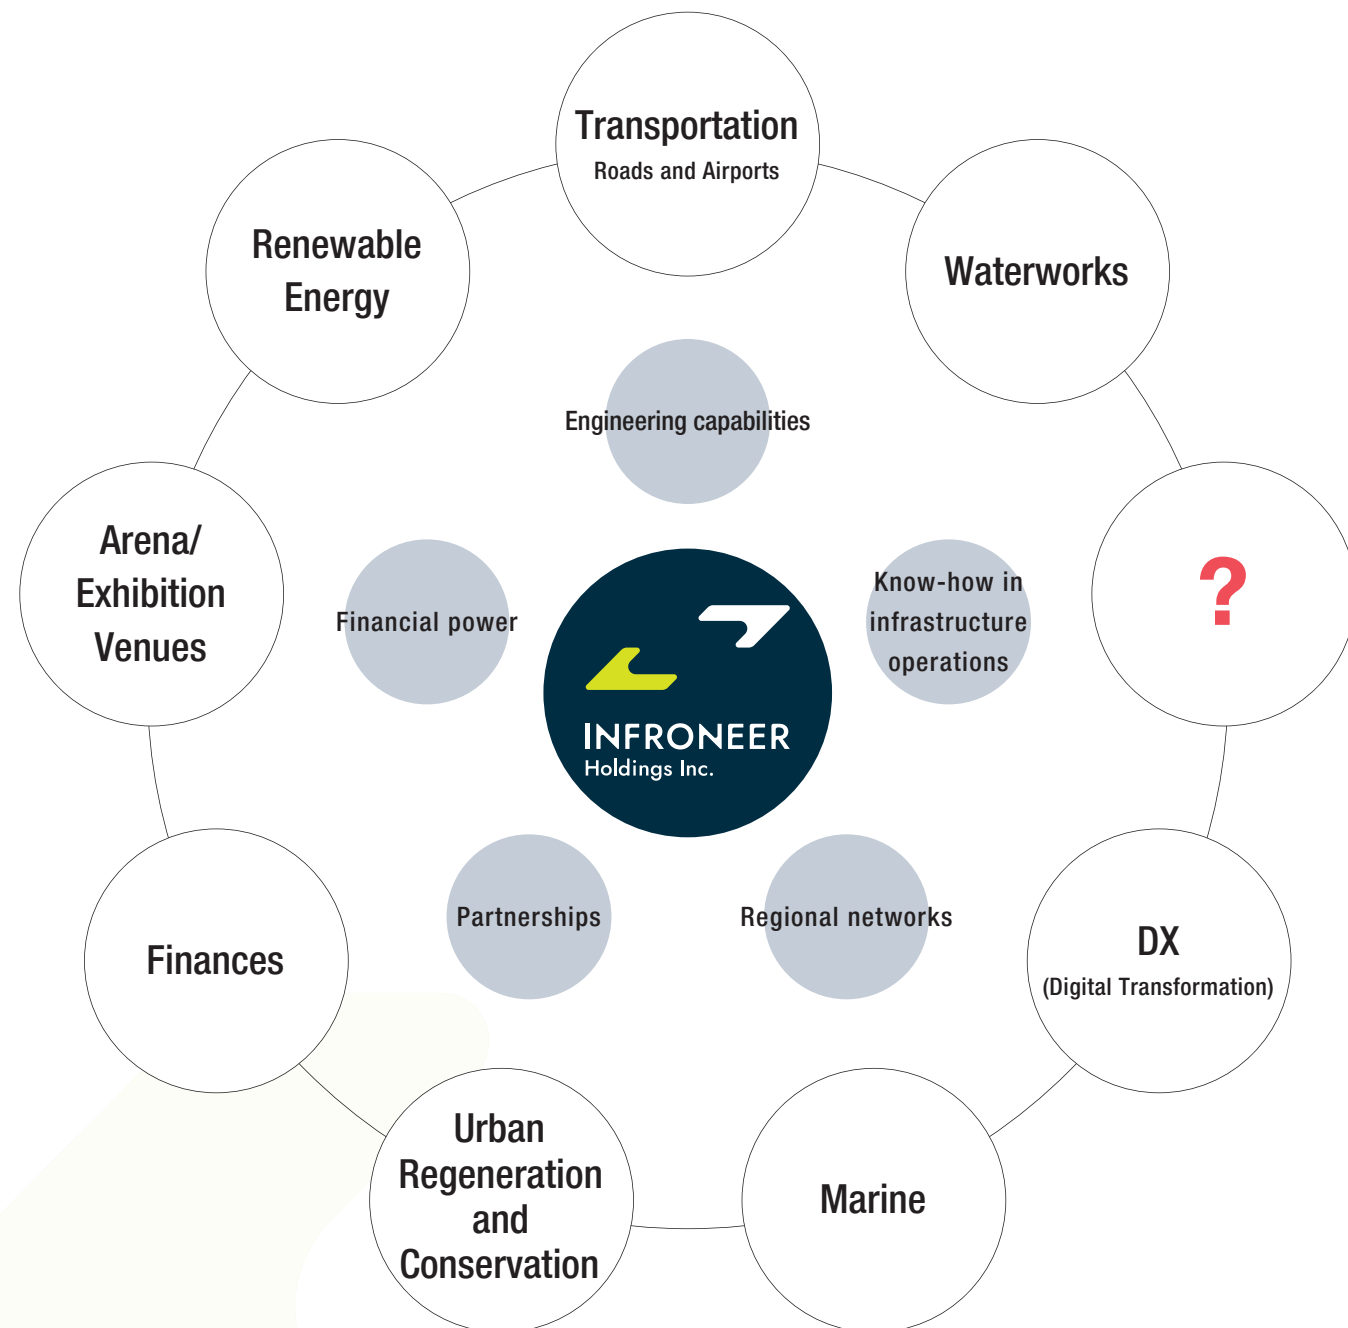 Transportation
Roads and Airports
Renewable
Energy
Waterworks
Engineering capabilities
Arena/
Exhibition
Venues
Financial power
Know-how in
infrastructure
operations
?
INFRONEER
Holdings Inc.
Partnerships
Regional networks
Finances
DX
(Digital Transformation)
Urban
Regeneration
and
Conservation
Marine